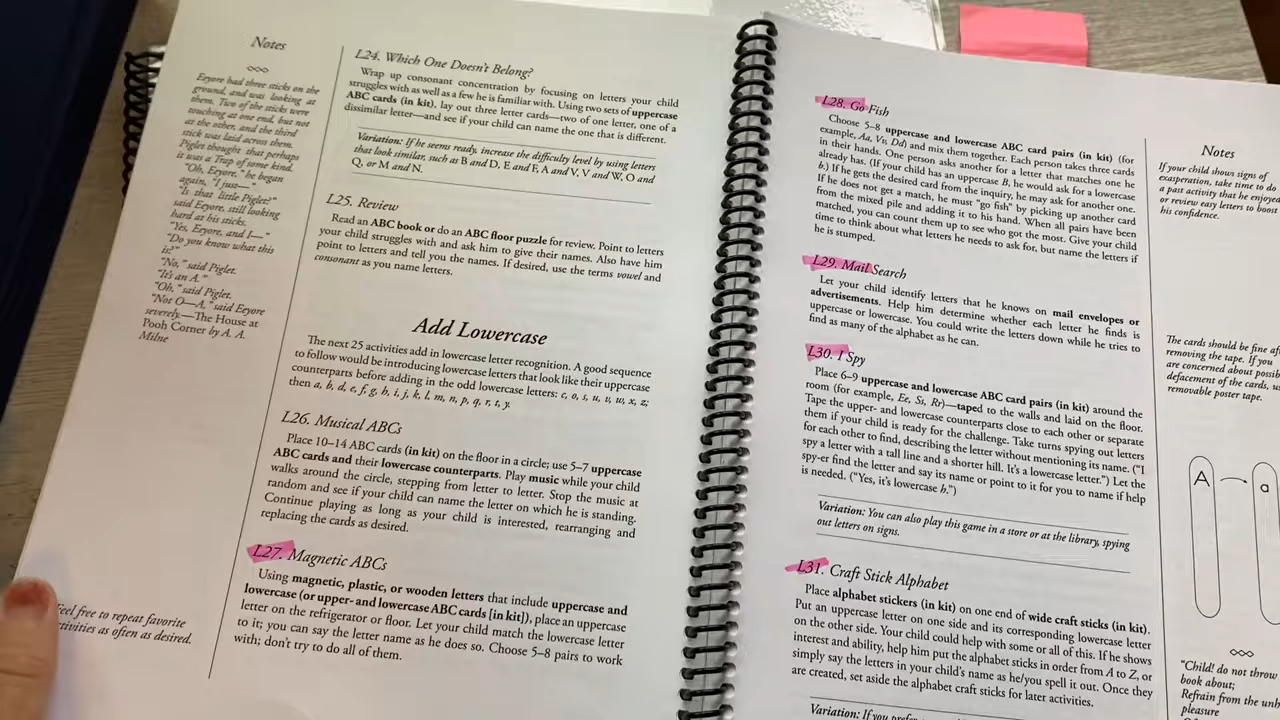 Notes
Eeyore had three sticks on the
ground, and was looking at
them. Two of the sticks were
touching at one end, but not
at the other, and the third
stick was laid across them.
Piglet thought that perhaps
it was a Trap of some kind.
"Oh, Eeyore," he began
again, "I just—"
"Is that little Piglet?"
said Eeyore, still looking
hard at his sticks.
"Yes, Eeyore, and I—"
"Do you know what this
is?"
"No," said Piglet.
"It's an A."
"Oh," said Piglet.
"Not O—A," said Eeyore
severely.—The House at
Pooh Corner by A. A.
Milne
Feel free to repeat favorite
activities as often as desired.
L24. Which One Doesn't Belong?
Wrap up consonant concentration by focusing on letters your child
struggles with as well as a few he is familiar with. Using two sets of uppercase
ABC cards (in kit), lay out three letter cards—two of one letter, one of a
dissimilar letter—and see if your child can name the one that is different.
Variation: If he seems ready, increase the difficulty level by using letters
that look similar, such as B and D, E and F, A and V, V and W, O and
Q, or M and N.
L25. Review
Read an ABC book or do an ABC floor puzzle for review. Point to letters
your child struggles with and ask him to give their names. Also have him
point to letters and tell you the names. If desired, use the terms vowel and
consonant as you name letters.
Add Lowercase
The next 25 activities add in lowercase letter recognition. A good sequence
to follow would be introducing lowercase letters that look like their uppercase
counterparts before adding in the odd lowercase letters: c, o, s, u, v, w, x, z;
then a, b, d, e, f, g, h, i, j, k, l, m, n, p, q, r, t, y.
L26. Musical ABCs
Place 10–14 ABC cards (in kit) on the floor in a circle; use 5–7 uppercase
ABC cards and their lowercase counterparts. Play music while your child
walks around the circle, stepping from letter to letter. Stop the music at
random and see if your child can name the letter on which he is standing.
Continue playing as long as your child is interested, rearranging and
replacing the cards as desired.
L27. Magnetic ABCs
Using magnetic, plastic, or wooden letters that include uppercase and
lowercase (or upper- and lowercase ABC cards [in kit]), place an uppercase
letter on the refrigerator or floor. Let your child match the lowercase letter
to it; you can say the letter name as he does so. Choose 5–8 pairs to work
with; don't try to do all of them.
L28. Go Fish
Choose 5–8 uppercase and lowercase ABC card pairs (in kit) (for
example, Aa, Vv, Dd) and mix them together. Each person takes three cards
in their hands. One person asks another for a letter that matches one he
already has. (If your child has an uppercase B, he would ask for a lowercase
b.) If he gets the desired card from the inquiry, he may ask for another one.
If he does not get a match, he must "go fish" by picking up another card
from the mixed pile and adding it to his hand. When all pairs have been
matched, you can count them up to see who got the most. Give your child
time to think about what letters he needs to ask for, but name the letters if
he is stumped.
L29. Mail Search
Let your child identify letters that he knows on mail envelopes or
advertisements. Help him determine whether each letter he finds is
uppercase or lowercase. You could write the letters down while he tries to
find as many of the alphabet as he can.
L30. I Spy
Place 6–9 uppercase and lowercase ABC card pairs (in kit) around the
room (for example, Ee, Ss, Rr)—taped to the walls and laid on the floor.
Tape the upper- and lowercase counterparts close to each other or separate
them if your child is ready for the challenge. Take turns spying out letters
for each other to find, describing the letter without mentioning its name. ("I
spy a letter with a tall line and a shorter hill. It's a lowercase letter.") Let the
spy-er find the letter and say its name or point to it for you to name if help
is needed. ("Yes, it's lowercase h.")
Variation: You can also play this game in a store or at the library, spying
out letters on signs.
L31. Craft Stick Alphabet
Place alphabet stickers (in kit) on one end of wide craft sticks (in kit).
Put an uppercase letter on one side and its corresponding lowercase letter
on the other side. Your child could help with some or all of this. If he shows
interest and ability, help him put the alphabet sticks in order from A to Z, or
simply say the letters in your child's name as he/you spell it out. Once they
are created, set aside the alphabet craft sticks for later activities.
Variation: If you
Notes
If your child shows signs of
exasperation, take time to do
a past activity that he enjoyed
or review easy letters to boost
his confidence.
The cards should be fine
removing the tape. If you
are concerned about
defacement of the cards,
removable poster tape.
A a
"Child! do not throw
book about;
Refrain from the
pleasure